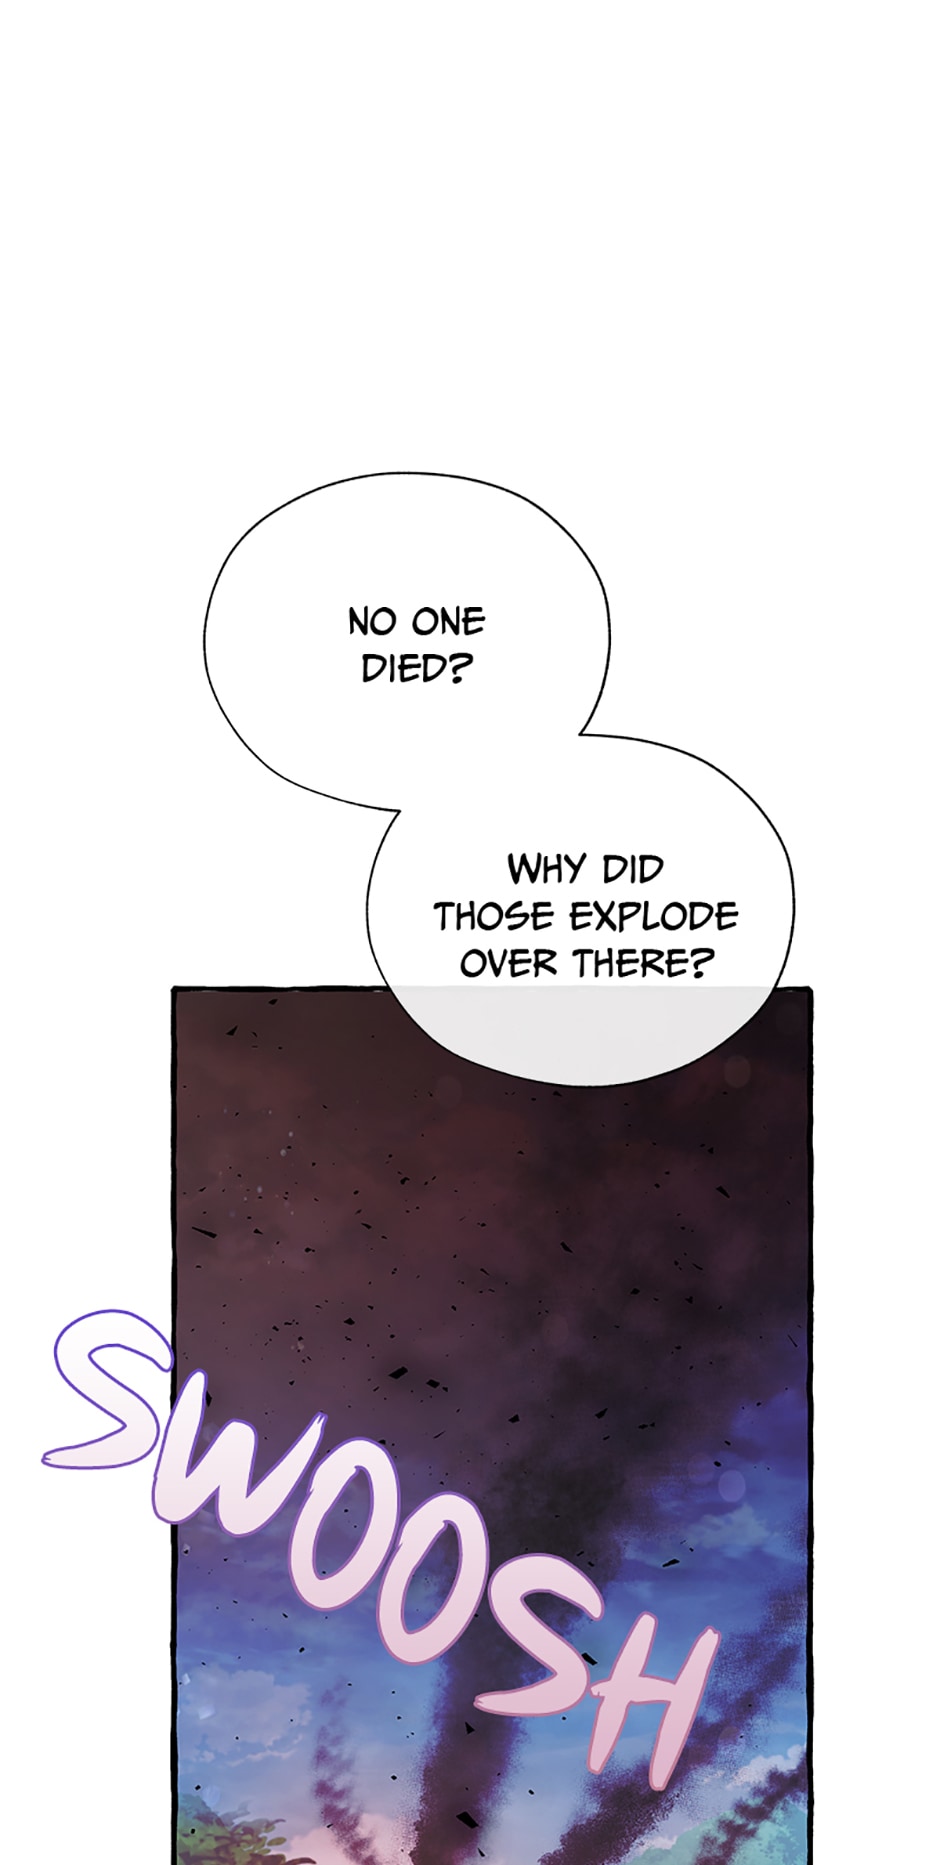 NO ONE
DIED?
WHY DID
THOSE EXPLODE
OVER THERE?
SWOOSH